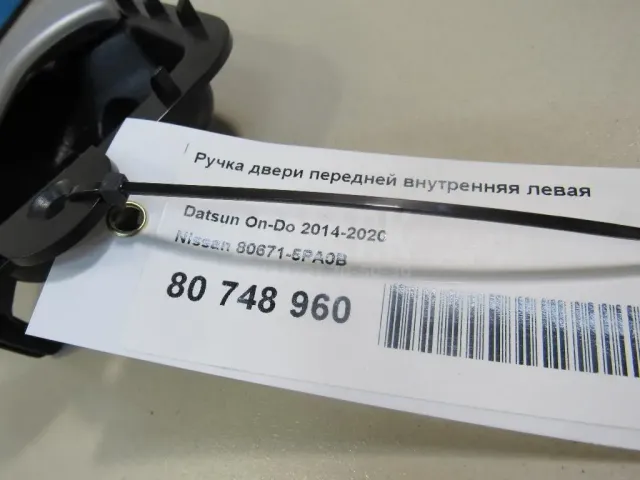 Ручка двери передней внутренняя левая
Datsun On-Do 2014-2020
Nissan 80671-5PA0B
80 748 960